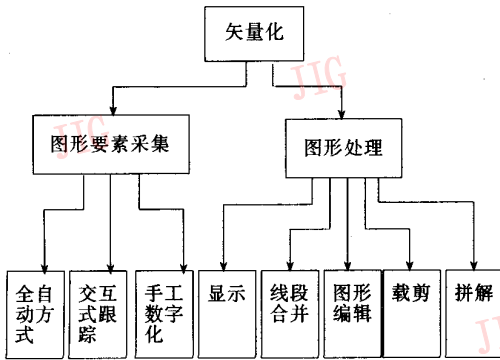 矢量化
JIG
图形要素采集
JIG
图形处理
全自
动方
式
交互
式跟
踪
手工
数字
化
显示
线段
合并
图形
编辑
载剪
拼解